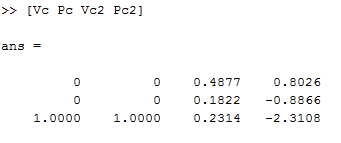 >> [Vc Pc Vc2 Pc2]
ans =
0 0 0.4877 0.8026
0 0 0.1822 -0.8866
1.0000 1.0000 0.2314 -2.3108